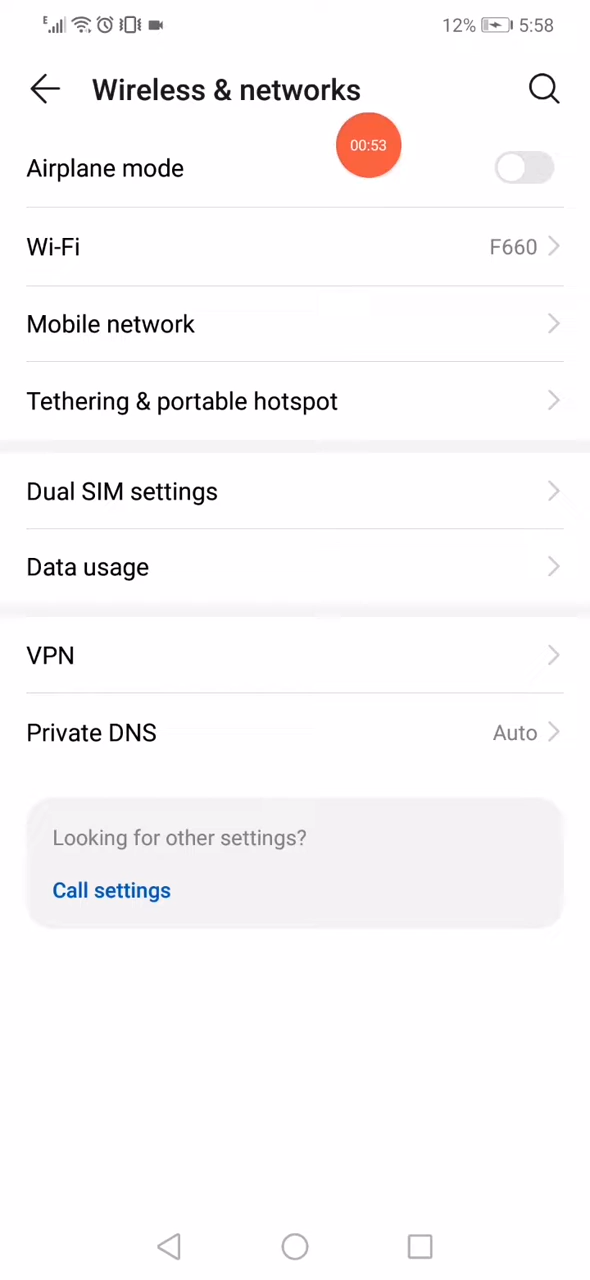 E 12% 5:58
Wireless & networks
00:53
Airplane mode
Wi-Fi F660
Mobile network
Tethering & portable hotspot
Dual SIM settings
Data usage
VPN
Private DNS Auto
Looking for other settings?
Call settings